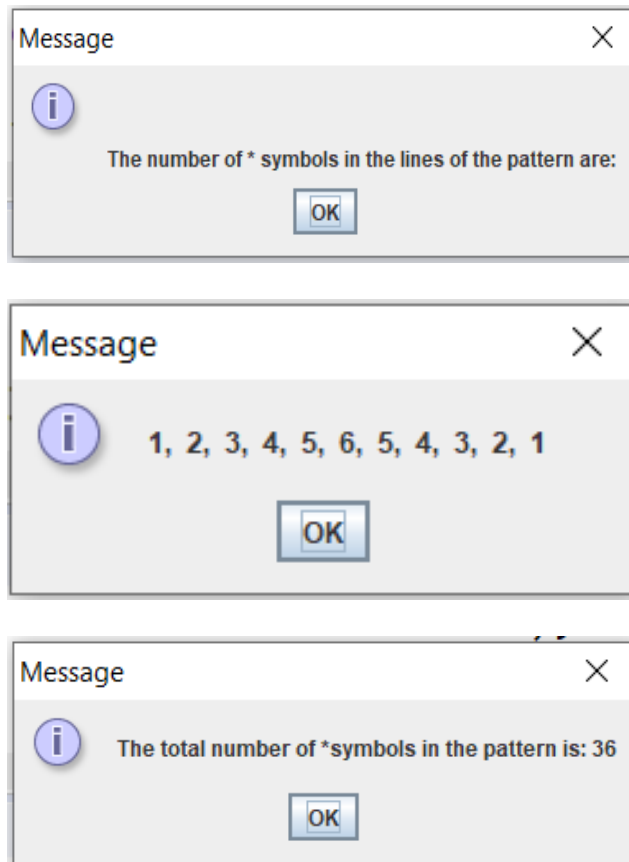 Message
The number of * symbols in the lines of the pattern are:
OK
Message
1, 2, 3, 4, 5, 6, 5, 4, 3, 2, 1
OK
Message
The total number of *symbols in the pattern is: 36
OK